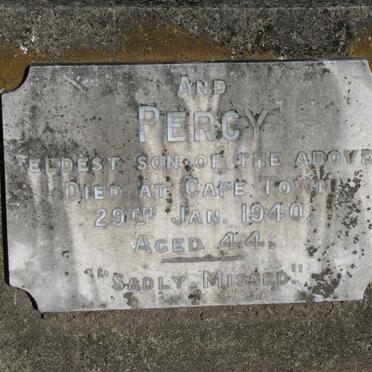 AND
PERCY
ELDEST SON OF THE ABOVE
DIED AT CAPE TOWN
29TH JAN. 1940.
AGED 44.
"SADLY MISSED."